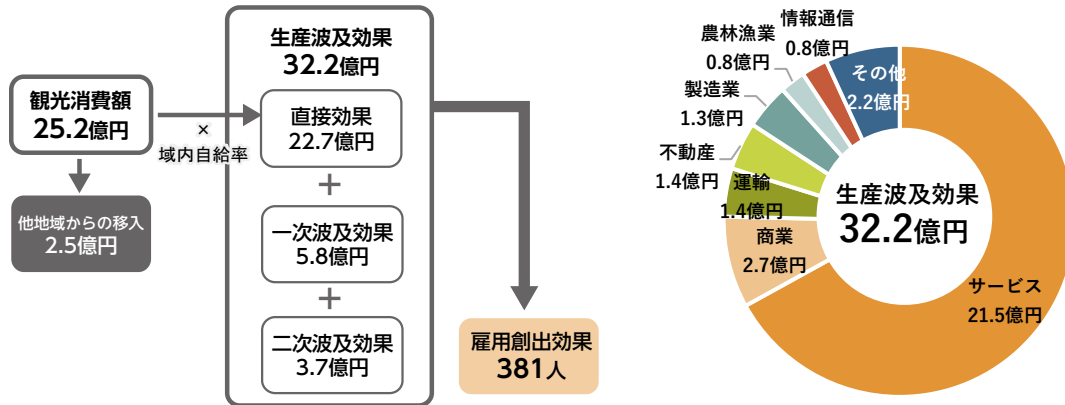 観光消費額
25.2億円
×
域内自給率
他地域からの移入
2.5億円
生産波及効果
32.2億円
直接効果
22.7億円
+
一次波及効果
5.8億円
+
二次波及効果
3.7億円
雇用創出効果
381人
情報通信
0.8億円
農林漁業
0.8億円
製造業
1.3億円
不動産
1.4億円
運輸
1.4億円
商業
2.7億円
その他
2.2億円
生産波及効果
32.2億円
サービス
21.5億円